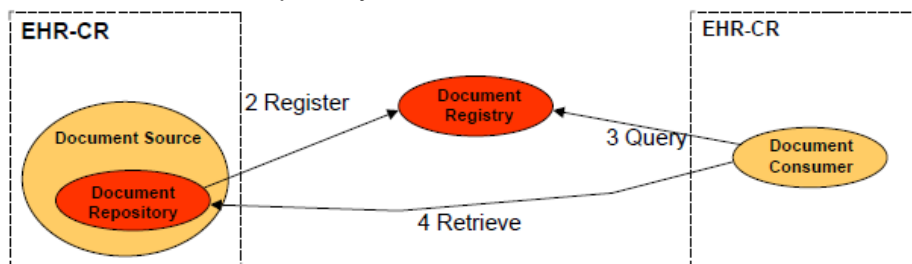 EHR-CR
EHR-CR
2 Register
Document
Registry
3 Query
Document Source
Document
Consumer
Document
Repository
4 Retrieve